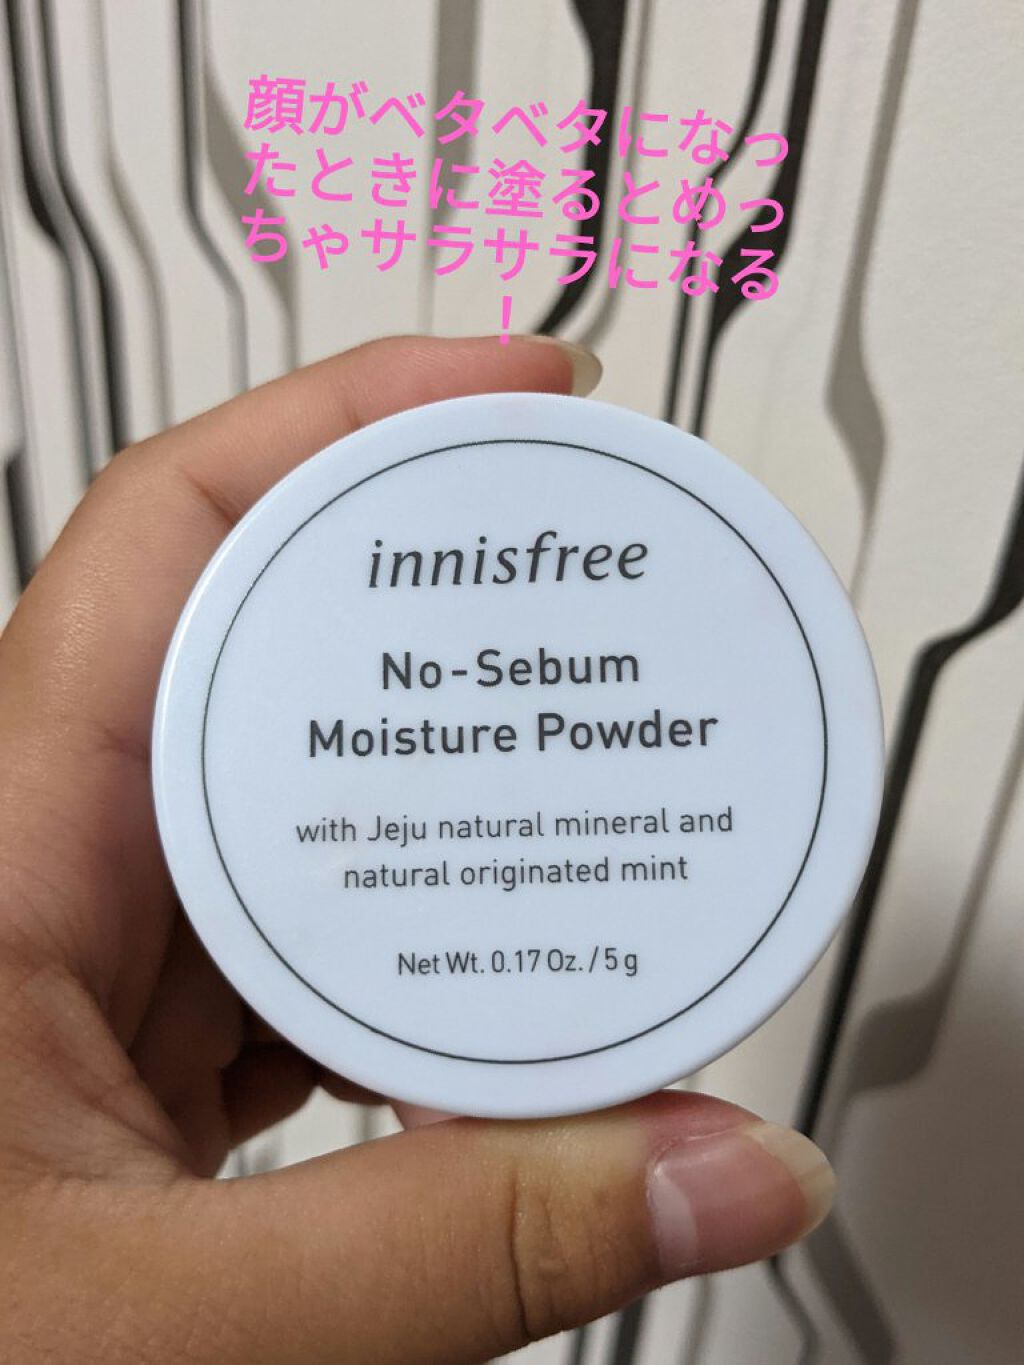 顔がベタベタになっ
たときに塗るとめっ
ちゃサラサラになる
！
innisfree
No-Sebum
Moisture Powder
with Jeju natural mineral and
natural originated mint
Net Wt. 0.17 Oz. / 5 g